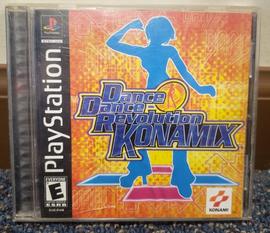 PlayStation
Dance
Dance
Revolution
KONAMIX
EVERYONE
E
KONAMI